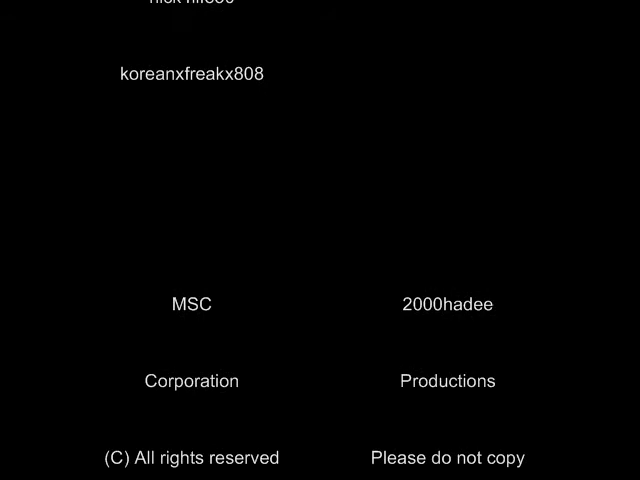 koreanxfreakx808
MSC 2000hadee
Corporation Productions
(C) All rights reserved Please do not copy